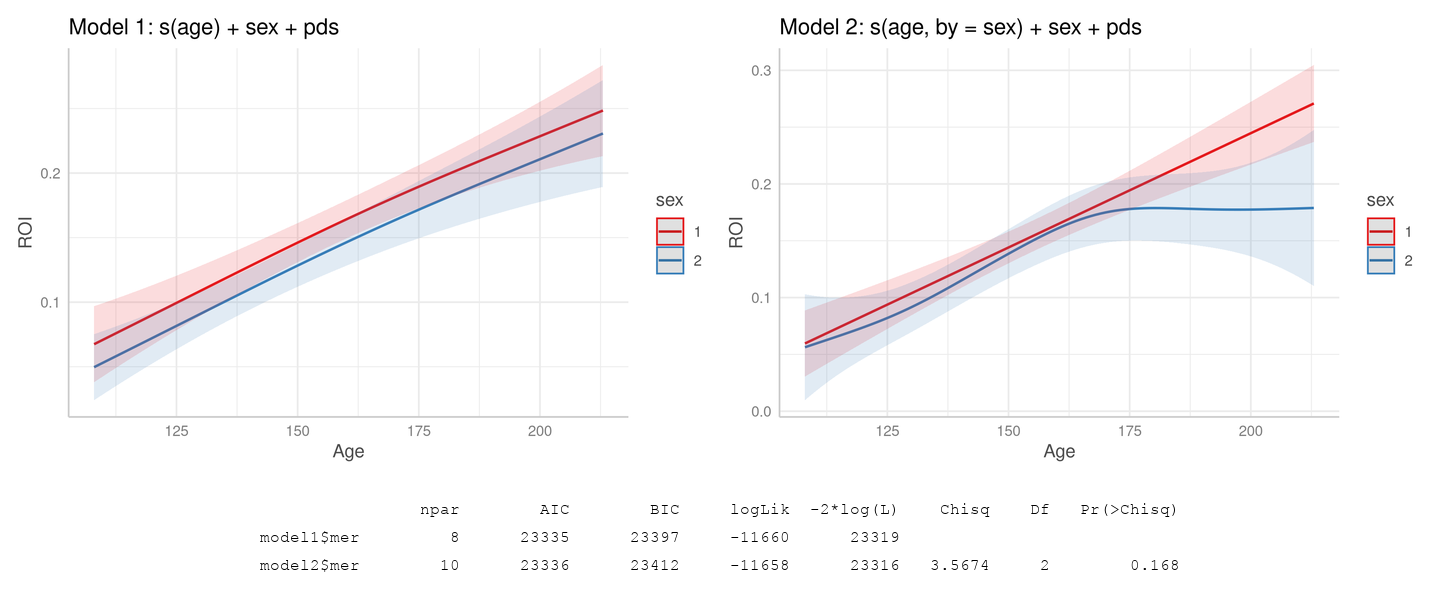 Model 1: s(age) + sex + pds
0.2
0.1
125 150 175 200
Age
ROI
sex
1
2
Model 2: s(age, by = sex) + sex + pds
0.3
0.2
0.1
0.0
125 150 175 200
Age
ROI
sex
1
2
npar AIC BIC logLik -2*log(L) Chisq Df Pr(>Chisq)
model1$mer 8 23335 23397 -11660 23319
model2$mer 10 23336 23412 -11658 23316 3.5674 2 0.168